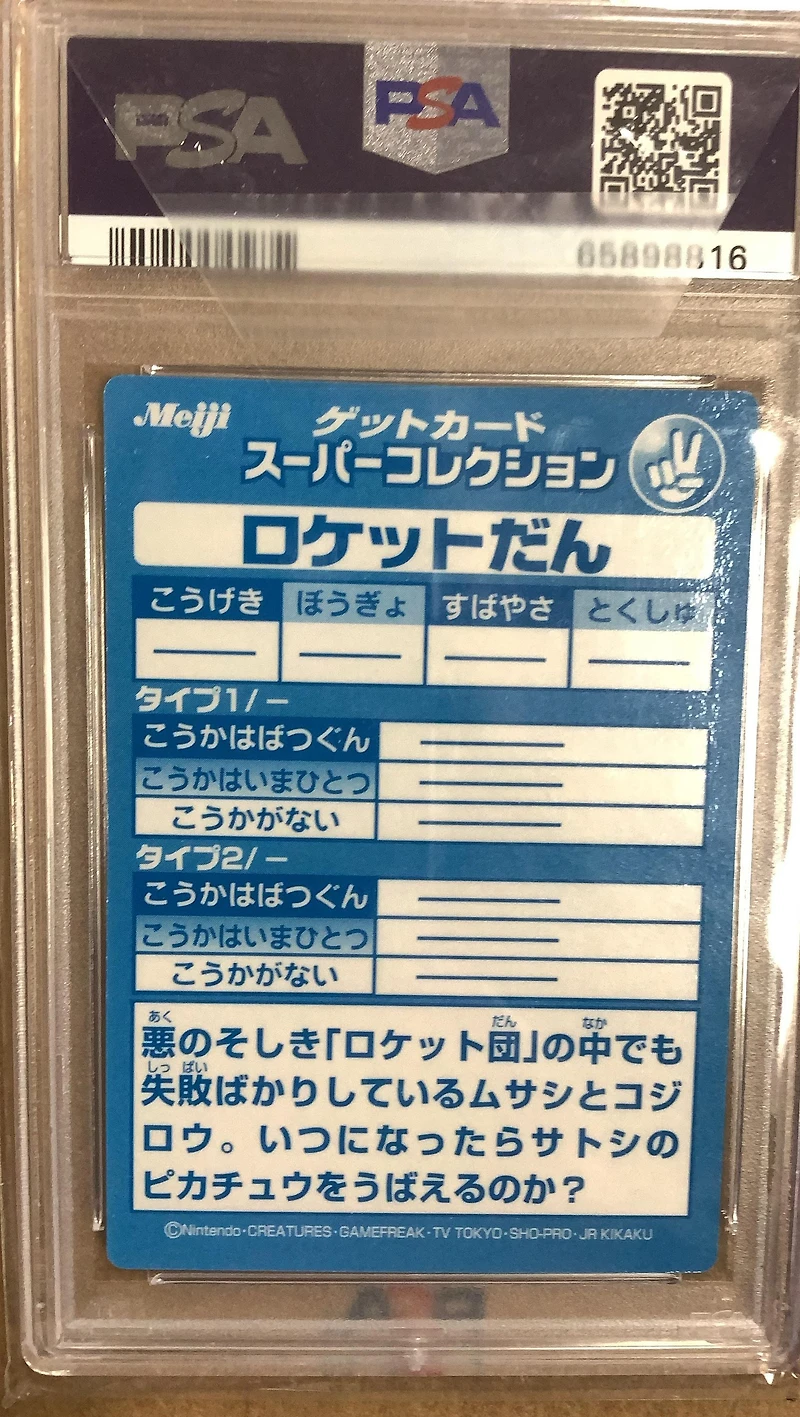 PSA PSA
65898816
Meiji
ゲットカード
スーパーコレクション
ロケットだん
こうげき ぼうぎょ すばやさ とくしゅ
タイプ1/ー
こうかはばつぐん
こうかはいまひとつ
こうかがない
タイプ2/ー
こうかはばつぐん
こうかはいまひとつ
こうかがない
悪のそしき「ロケット団」の中でも
失敗ばかりしているムサシとコジ
ロウ。いつになったらサトシの
ピカチュウをうばえるのか？
©Nintendo・CREATURES・GAMEFREAK・TV TOKYO・SHO-PRO・JR KIKAKU